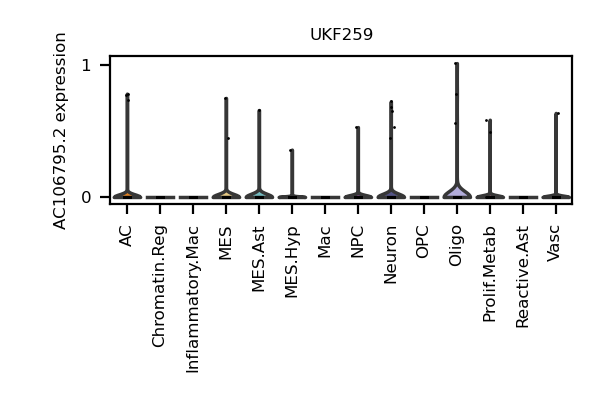 UKF259
AC106795.2 expression
1
0
AC
Chromatin.Reg
Inflammatory.Mac
MES
MES.Ast
MES.Hyp
Mac
NPC
Neuron
OPC
Oligo
Prolif.Metab
Reactive.Ast
Vasc